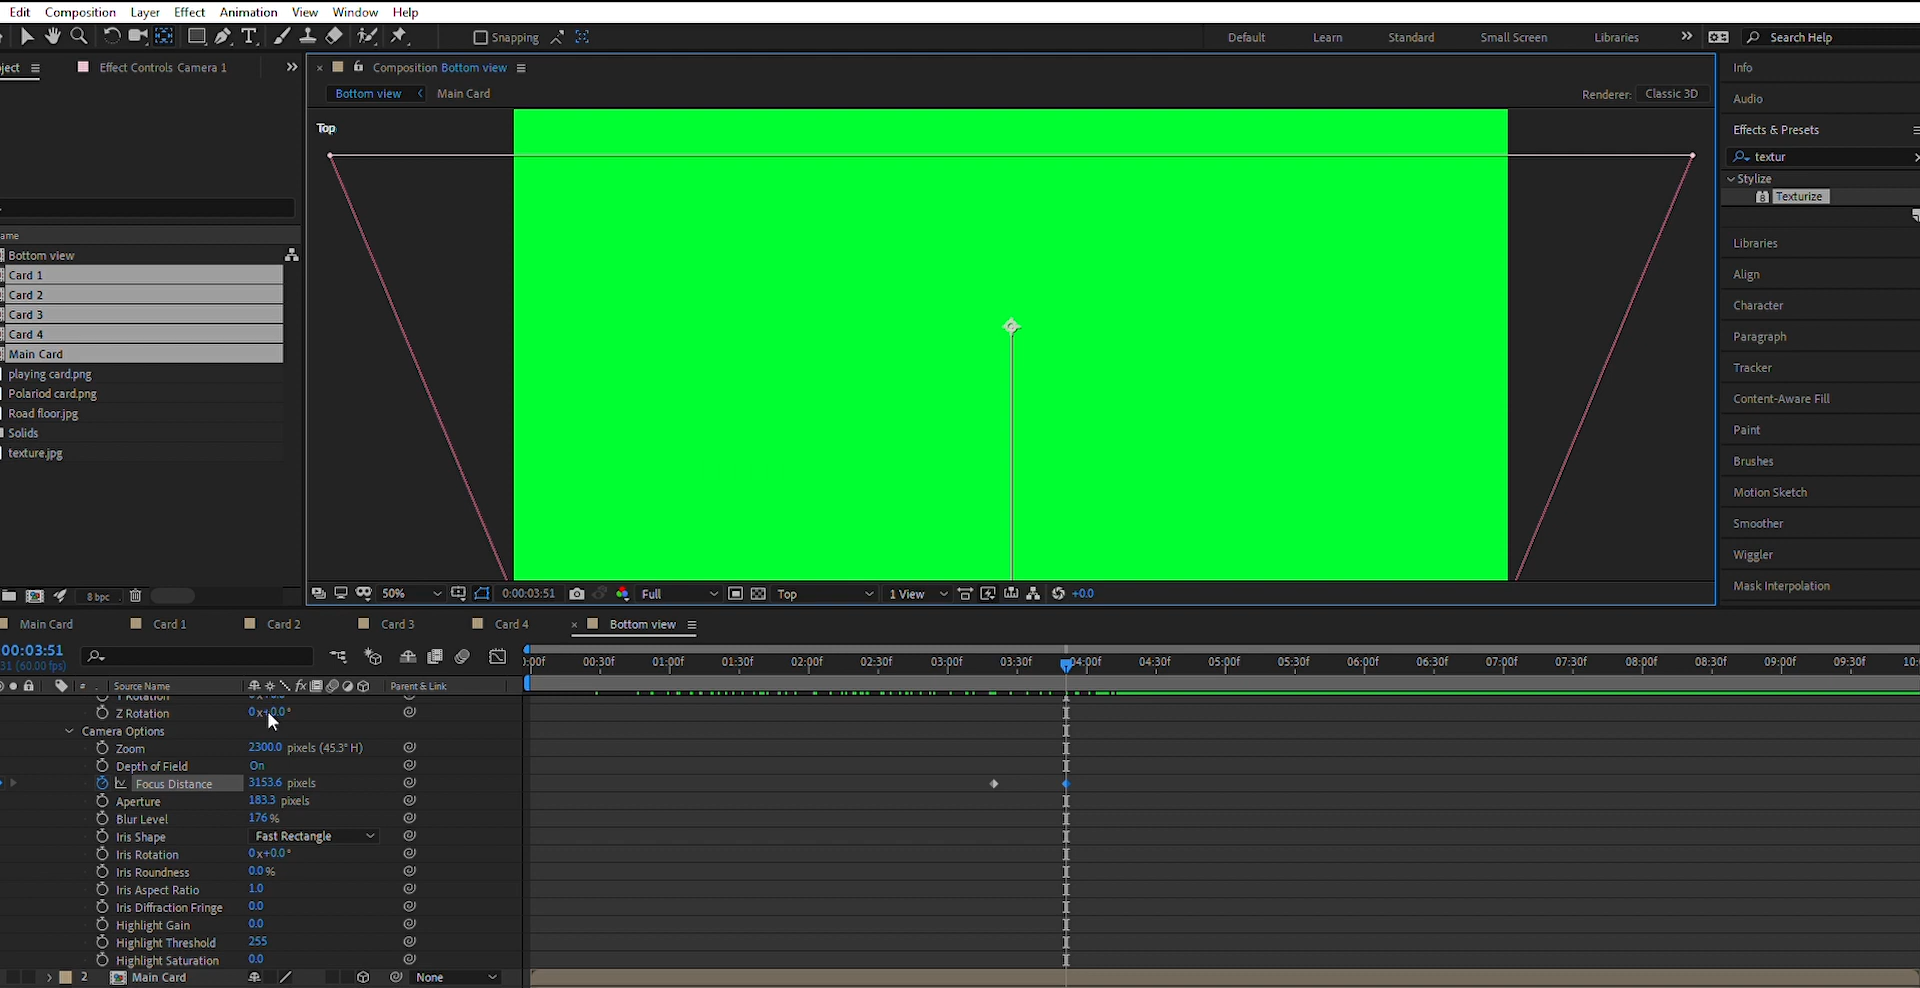 Edit Composition Layer Effect Animation View Window Help
Snapping Default Learn Standard Small Screen Libraries Search Help
ject Effect Controls Camera 1
Composition Bottom view
Bottom view Main Card
Renderer: Classic 3D
Top
ame
Bottom view
Card 1
Card 2
Card 3
Card 4
Main Card
playing card.png
Polariod card.png
Road floor.jpg
Solids
texture.jpg
8 bpc
50% 0:00:03:51 Full Top 1 View +0.0
Info
Audio
Effects & Presets
textur
Stylize
Texturize
Libraries
Align
Character
Paragraph
Tracker
Content-Aware Fill
Paint
Brushes
Motion Sketch
Smoother
Wiggler
Mask Interpolation
Main Card Card 1 Card 2 Card 3 Card 4 Bottom view
00:03:51
31 (60.00 fps)
:00f 00:30f 01:00f 01:30f 02:00f 02:30f 03:00f 03:30f 04:00f 04:30f 05:00f 05:30f 06:00f 06:30f 07:00f 07:30f 08:00f 08:30f 09:00f 09:30f 10:
# Source Name Parent & Link
Z Rotation 0x+0.0°
Camera Options
Zoom 2300.0 pixels (45.3° H)
Depth of Field On
Focus Distance 3153.6 pixels
Aperture 183.3 pixels
Blur Level 176%
Iris Shape Fast Rectangle
Iris Rotation 0x+0.0°
Iris Roundness 0.0%
Iris Aspect Ratio 1.0
Iris Diffraction Fringe 0.0
Highlight Gain 0.0
Highlight Threshold 255
Highlight Saturation 0.0
2 Main Card None